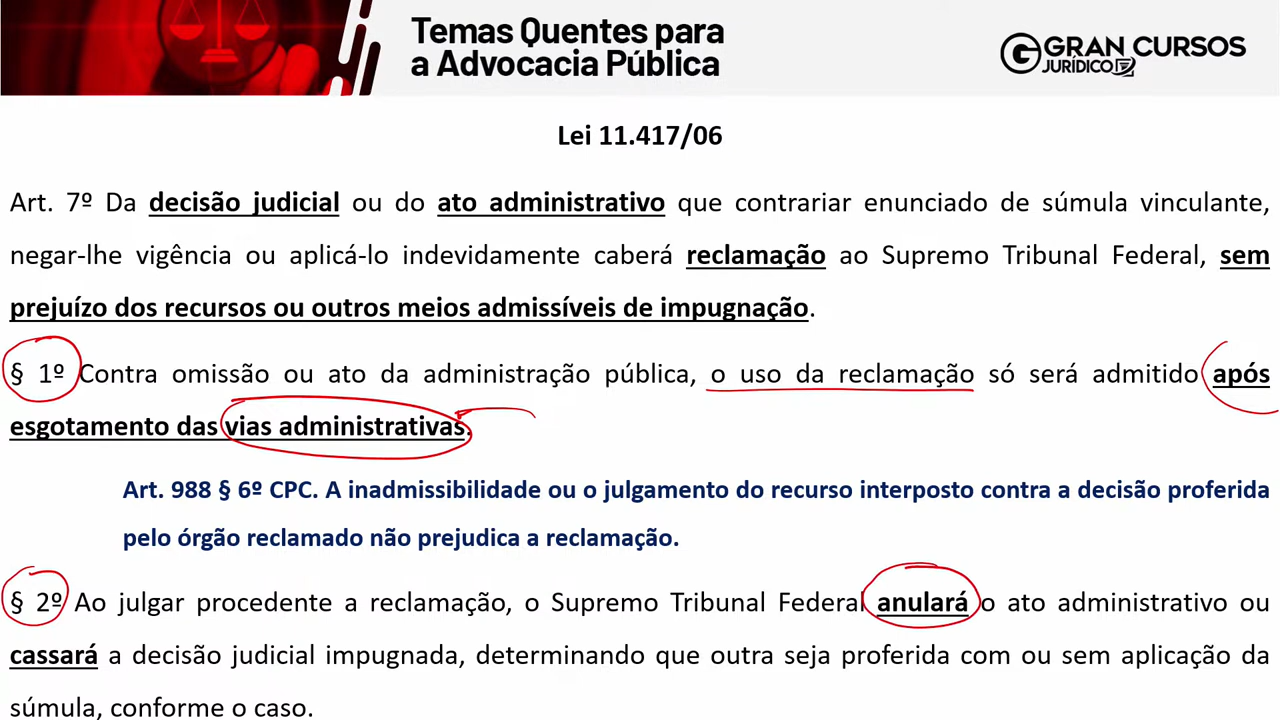 Temas Quentes para
a Advocacia Pública
GRAN CURSOS
JURÍDICO
Lei 11.417/06
Art. 7º Da decisão judicial ou do ato administrativo que contrariar enunciado de súmula vinculante,
negar-lhe vigência ou aplicá-lo indevidamente caberá reclamação ao Supremo Tribunal Federal, sem
prejuízo dos recursos ou outros meios admissíveis de impugnação.
§ 1º Contra omissão ou ato da administração pública, o uso da reclamação só será admitido após
esgotamento das vias administrativas.
Art. 988 § 6º CPC. A inadmissibilidade ou o julgamento do recurso interposto contra a decisão proferida
pelo órgão reclamado não prejudica a reclamação.
§ 2º Ao julgar procedente a reclamação, o Supremo Tribunal Federal anulará o ato administrativo ou
cassará a decisão judicial impugnada, determinando que outra seja proferida com ou sem aplicação da
súmula, conforme o caso.